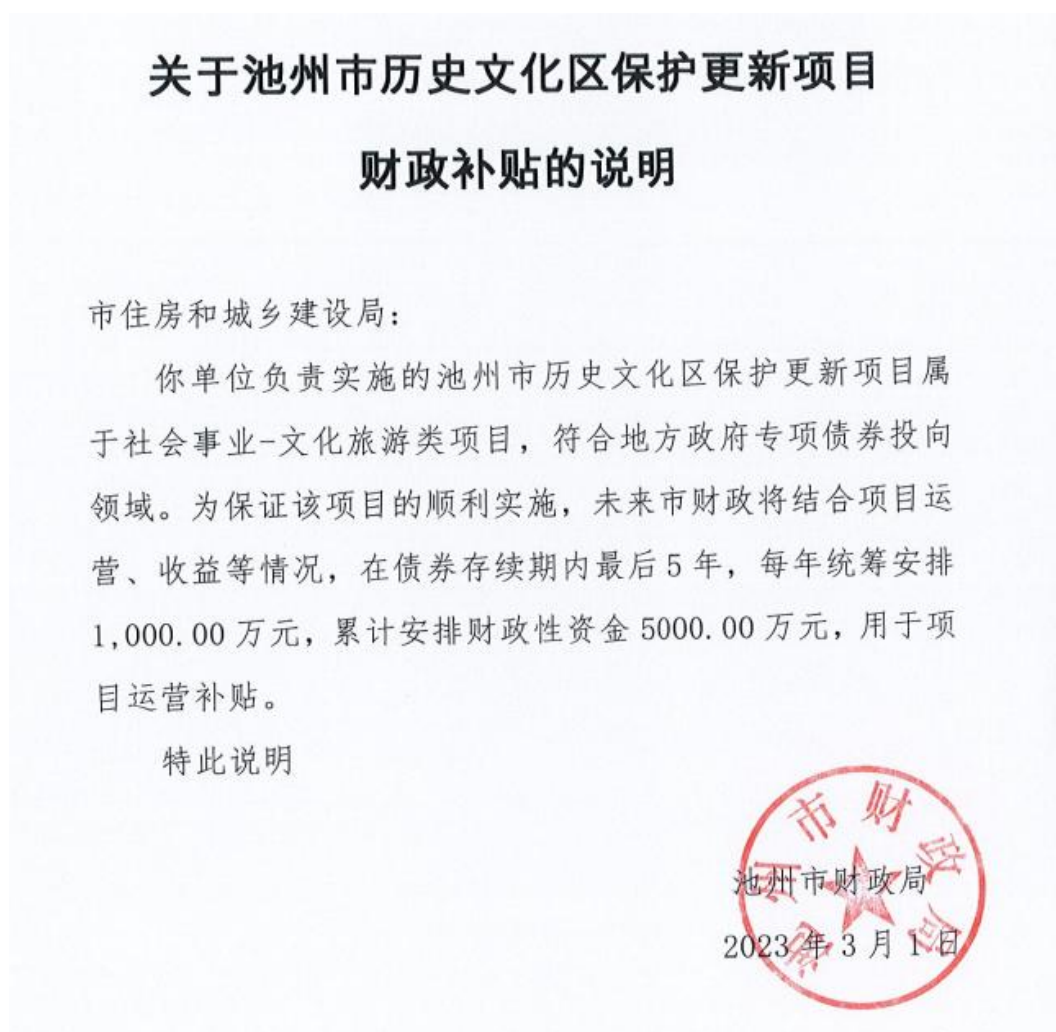 关于池州市历史文化区保护更新项目
财政补贴的说明
市住房和城乡建设局：
你单位负责实施的池州市历史文化区保护更新项目属
于社会事业-文化旅游类项目，符合地方政府专项债券投向
领域。为保证该项目的顺利实施，未来市财政将结合项目运
营、收益等情况，在债券存续期内最后5年，每年统筹安排
1,000.00万元，累计安排财政性资金5000.00万元，用于项
目运营补贴。
特此说明
池州市财政局
池州市财政局
2023年3月1日